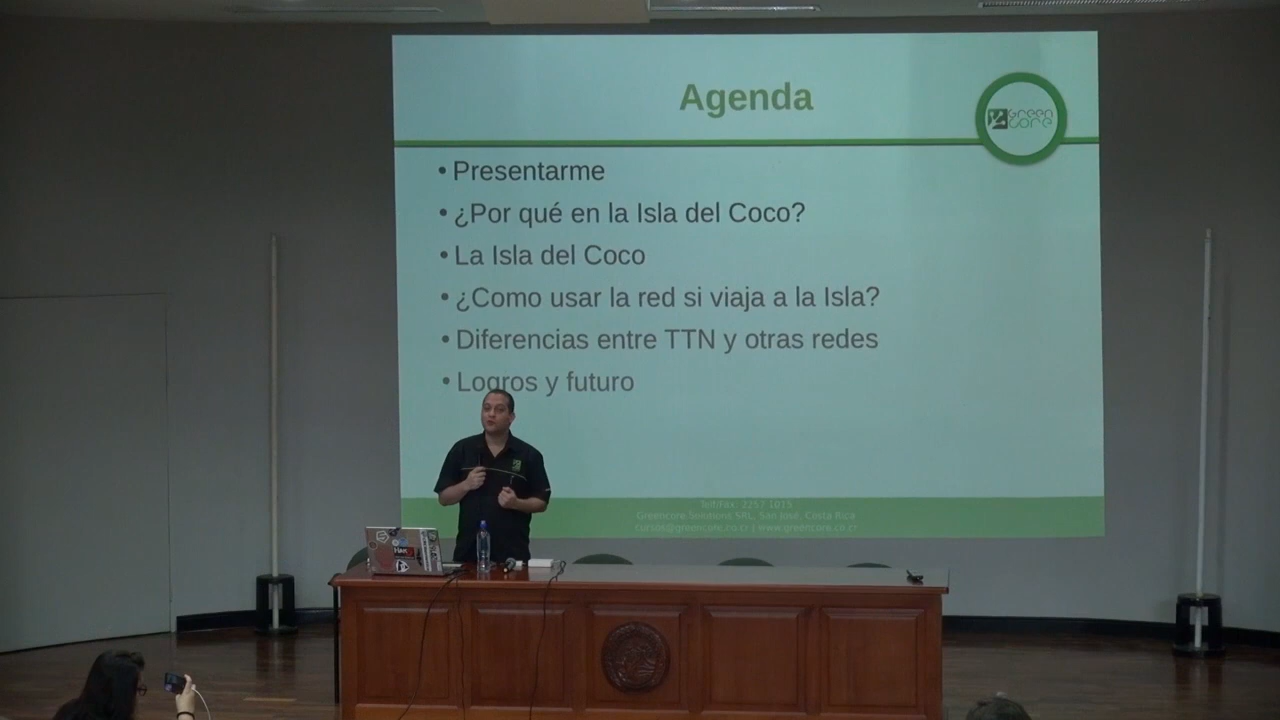 Agenda
Green
Core
• Presentarme
• ¿Por qué en la Isla del Coco?
• La Isla del Coco
• ¿Como usar la red si viaja a la Isla?
• Diferencias entre TTN y otras redes
• Logros y futuro
Telf/Fax: 2257 1015
Greencore Solutions SRL, San José, Costa Rica
cursos@greencore.co.cr | www.greencore.co.cr